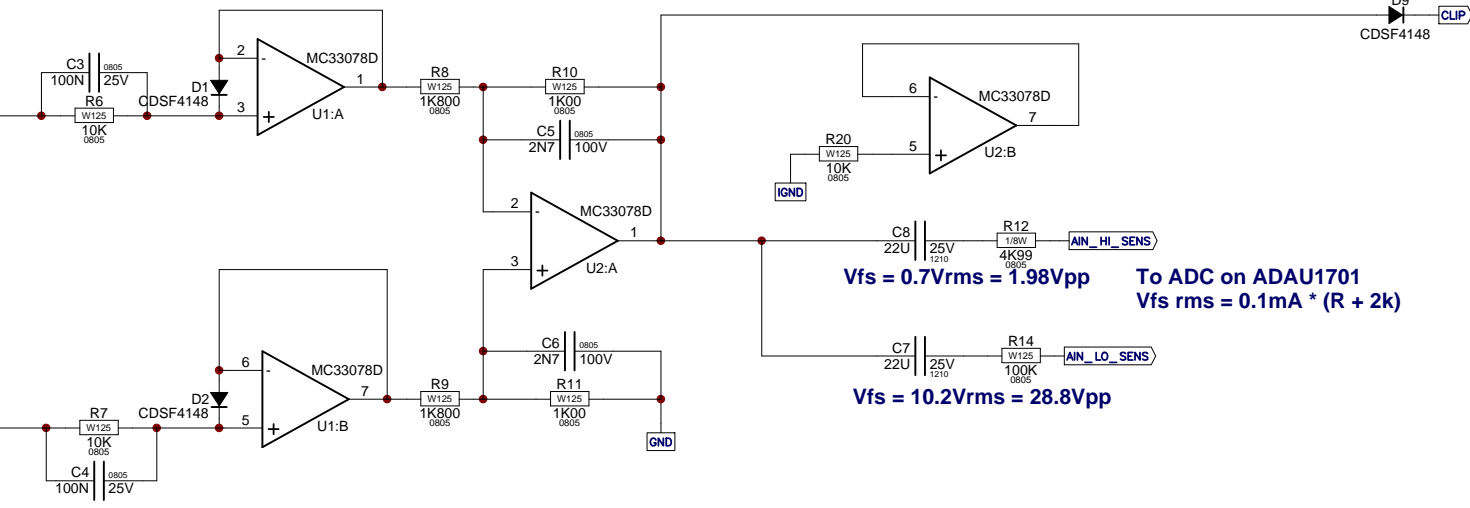 D9
CDSF4148
CLIP
C3
0805
100N
25V
R6
W125
10K
0805
D1
CDSF4148
2
-
3
+
MC33078D
1
U1:A
R8
W125
1K800
0805
R10
W125
1K00
0805
C5
0805
2N7
100V
6
-
5
+
MC33078D
7
U2:B
R20
W125
10K
0805
IGND
2
-
3
+
MC33078D
1
U2:A
C8
22U
25V
1210
R12
1/8W
4K99
0805
AIN_HI_SENS
Vfs = 0.7Vrms = 1.98Vpp
To ADC on ADAU1701
Vfs rms = 0.1mA * (R + 2k)
C7
22U
25V
1210
R14
W125
100K
0805
AIN_LO_SENS
Vfs = 10.2Vrms = 28.8Vpp
C6
0805
2N7
100V
R11
W125
1K00
0805
GND
R9
W125
1K800
0805
6
-
5
+
MC33078D
7
U1:B
D2
CDSF4148
R7
W125
10K
0805
C4
0805
100N
25V